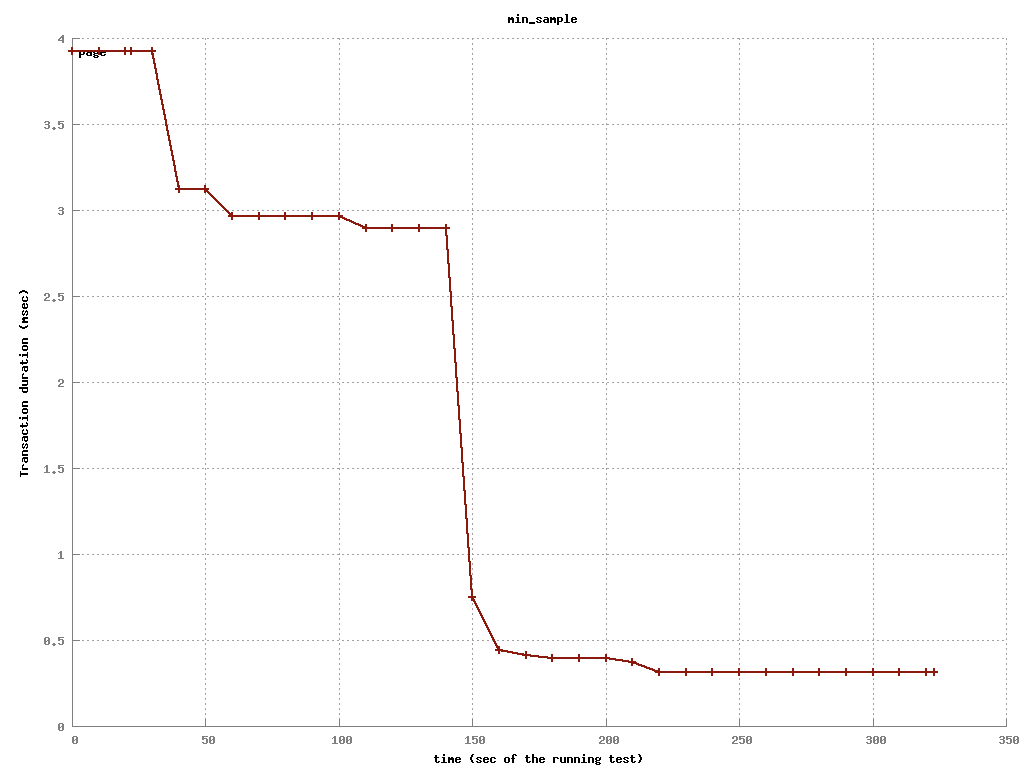 min_sample
page
4
3.5
3
2.5
2
1.5
1
0.5
0
Transaction duration (msec)
0 50 100 150 200 250 300 350
time (sec of the running test)